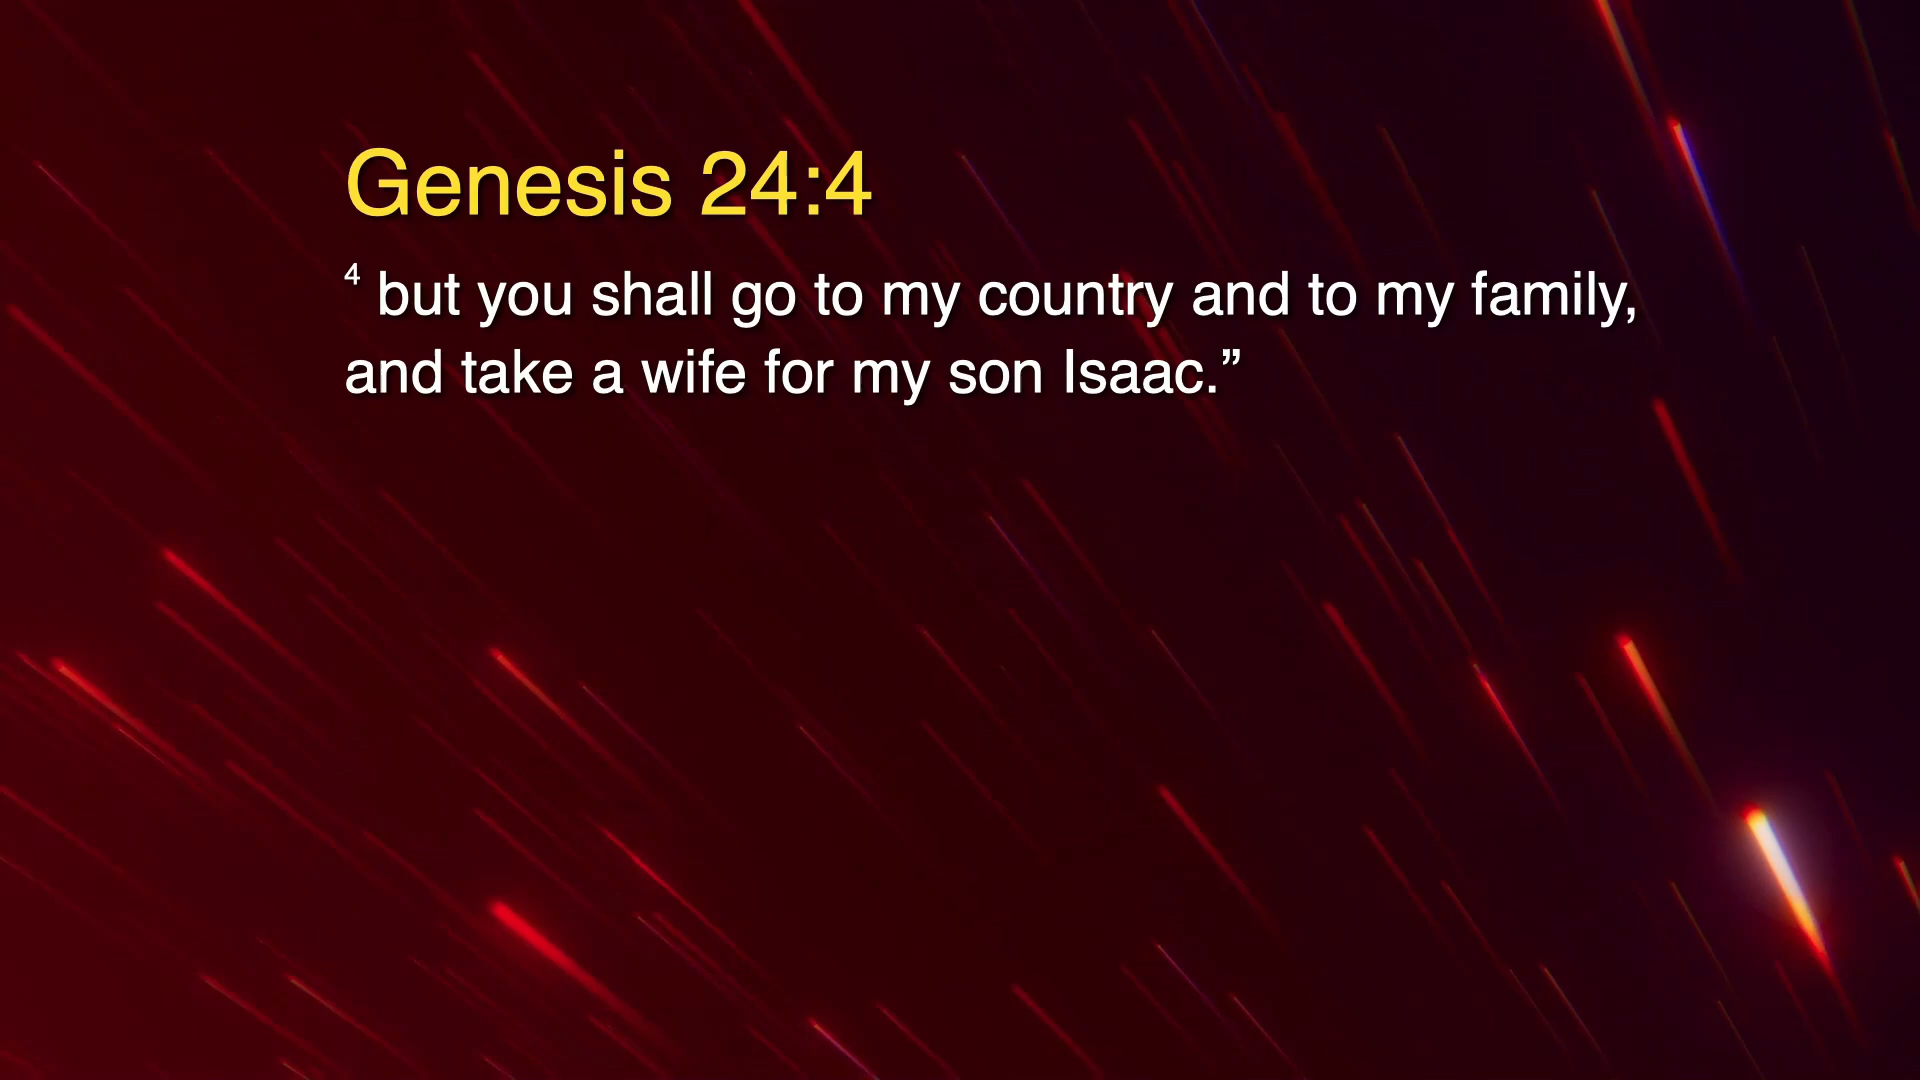 Genesis 24:4
4 but you shall go to my country and to my family,
and take a wife for my son Isaac.”